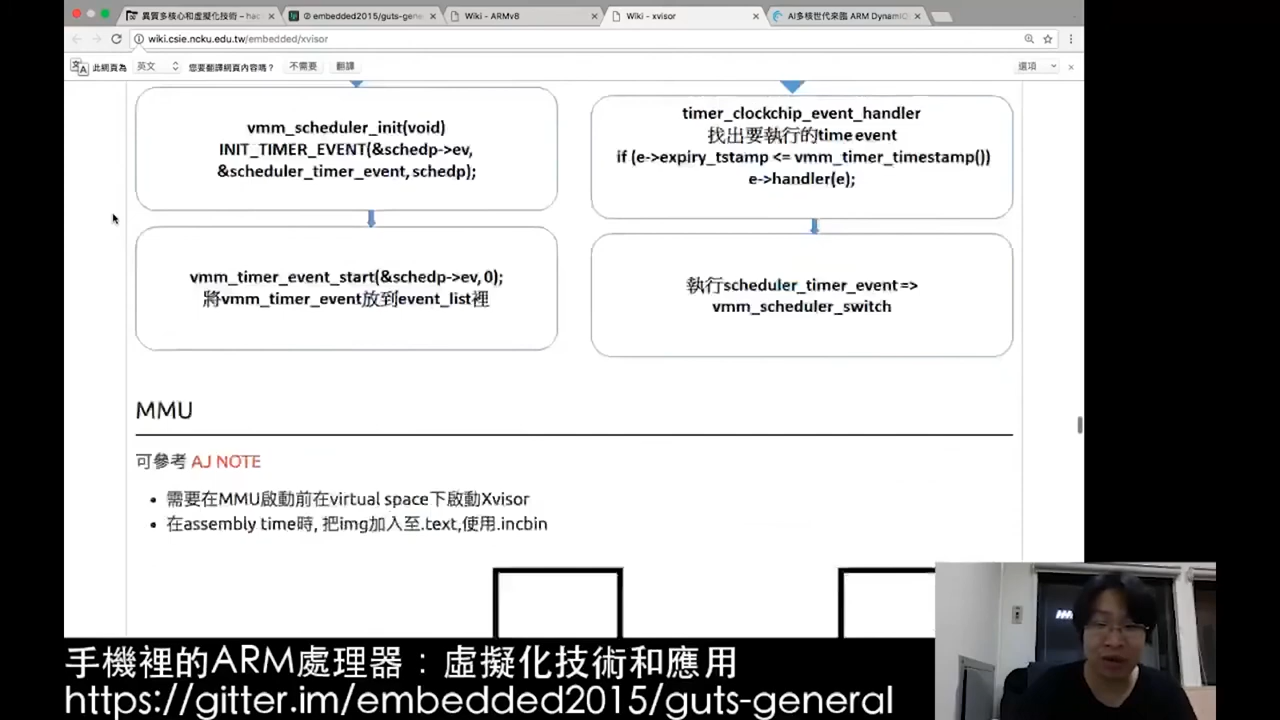 異質多核心和虛擬化技術 - hac
② embedded2015/guts-gene
Wiki - ARMv8
Wiki - xvisor
AI多核世代來臨 ARM DynamIQ
wiki.csie.ncku.edu.tw/embedded/xvisor
此網頁為 英文 您要翻譯網頁內容嗎？ 不需要 翻譯 選項
vmm_scheduler_init(void)
INIT_TIMER_EVENT(&schedp->ev,
&scheduler_timer_event, schedp);
timer_clockchip_event_handler
找出要執行的time event
if (e->expiry_tstamp <= vmm_timer_timestamp())
e->handler(e);
vmm_timer_event_start(&schedp->ev, 0);
將vmm_timer_event放到event_list裡
執行scheduler_timer_event =>
vmm_scheduler_switch
MMU
可參考 AJ NOTE
• 需要在MMU啟動前在virtual space下啟動Xvisor
• 在assembly time時, 把img加入至.text,使用.incbin
手機裡的ARM處理器：虛擬化技術和應用
https://gitter.im/embedded2015/guts-general